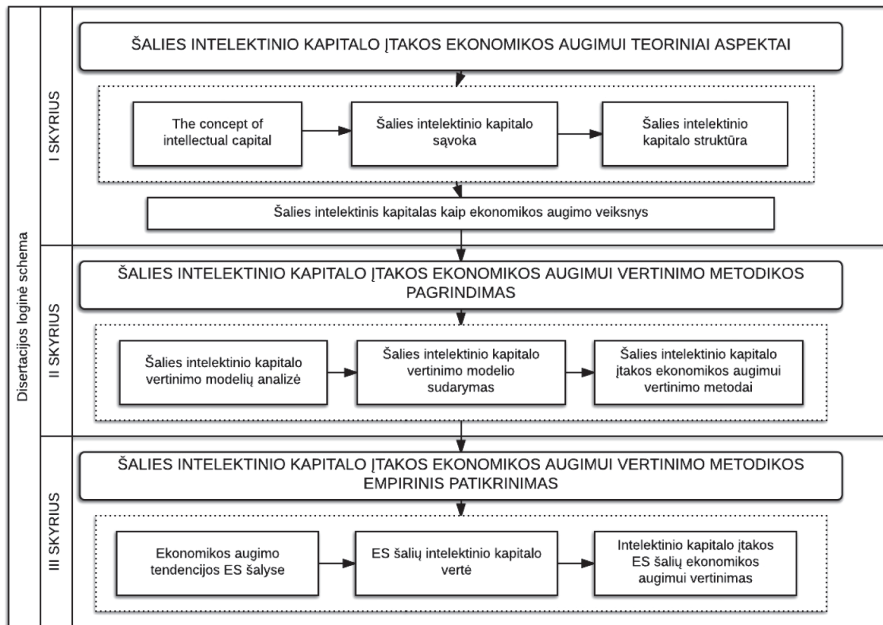 Disertacijos loginė schema
I SKYRIUS
ŠALIES INTELEKTINIO KAPITALO ĮTAKOS EKONOMIKOS AUGIMUI TEORINIAI ASPEKTAI
The concept of
intellectual capital
Šalies intelektinio kapitalo
sąvoka
Šalies intelektinio
kapitalo struktūra
Šalies intelektinis kapitalas kaip ekonomikos augimo veiksnys
II SKYRIUS
ŠALIES INTELEKTINIO KAPITALO ĮTAKOS EKONOMIKOS AUGIMUI VERTINIMO METODIKOS
PAGRINDIMAS
Šalies intelektinio kapitalo
vertinimo modelių analizė
Šalies intelektinio kapitalo
vertinimo modelio
sudarymas
Šalies intelektinio kapitalo
įtakos ekonomikos augimui
vertinimo metodai
III SKYRIUS
ŠALIES INTELEKTINIO KAPITALO ĮTAKOS EKONOMIKOS AUGIMUI VERTINIMO METODIKOS
EMPIRINIS PATIKRINIMAS
Ekonomikos augimo
tendencijos ES šalyse
ES šalių intelektinio kapitalo
vertė
Intelektinio kapitalo įtakos
ES šalių ekonomikos
augimui vertinimas